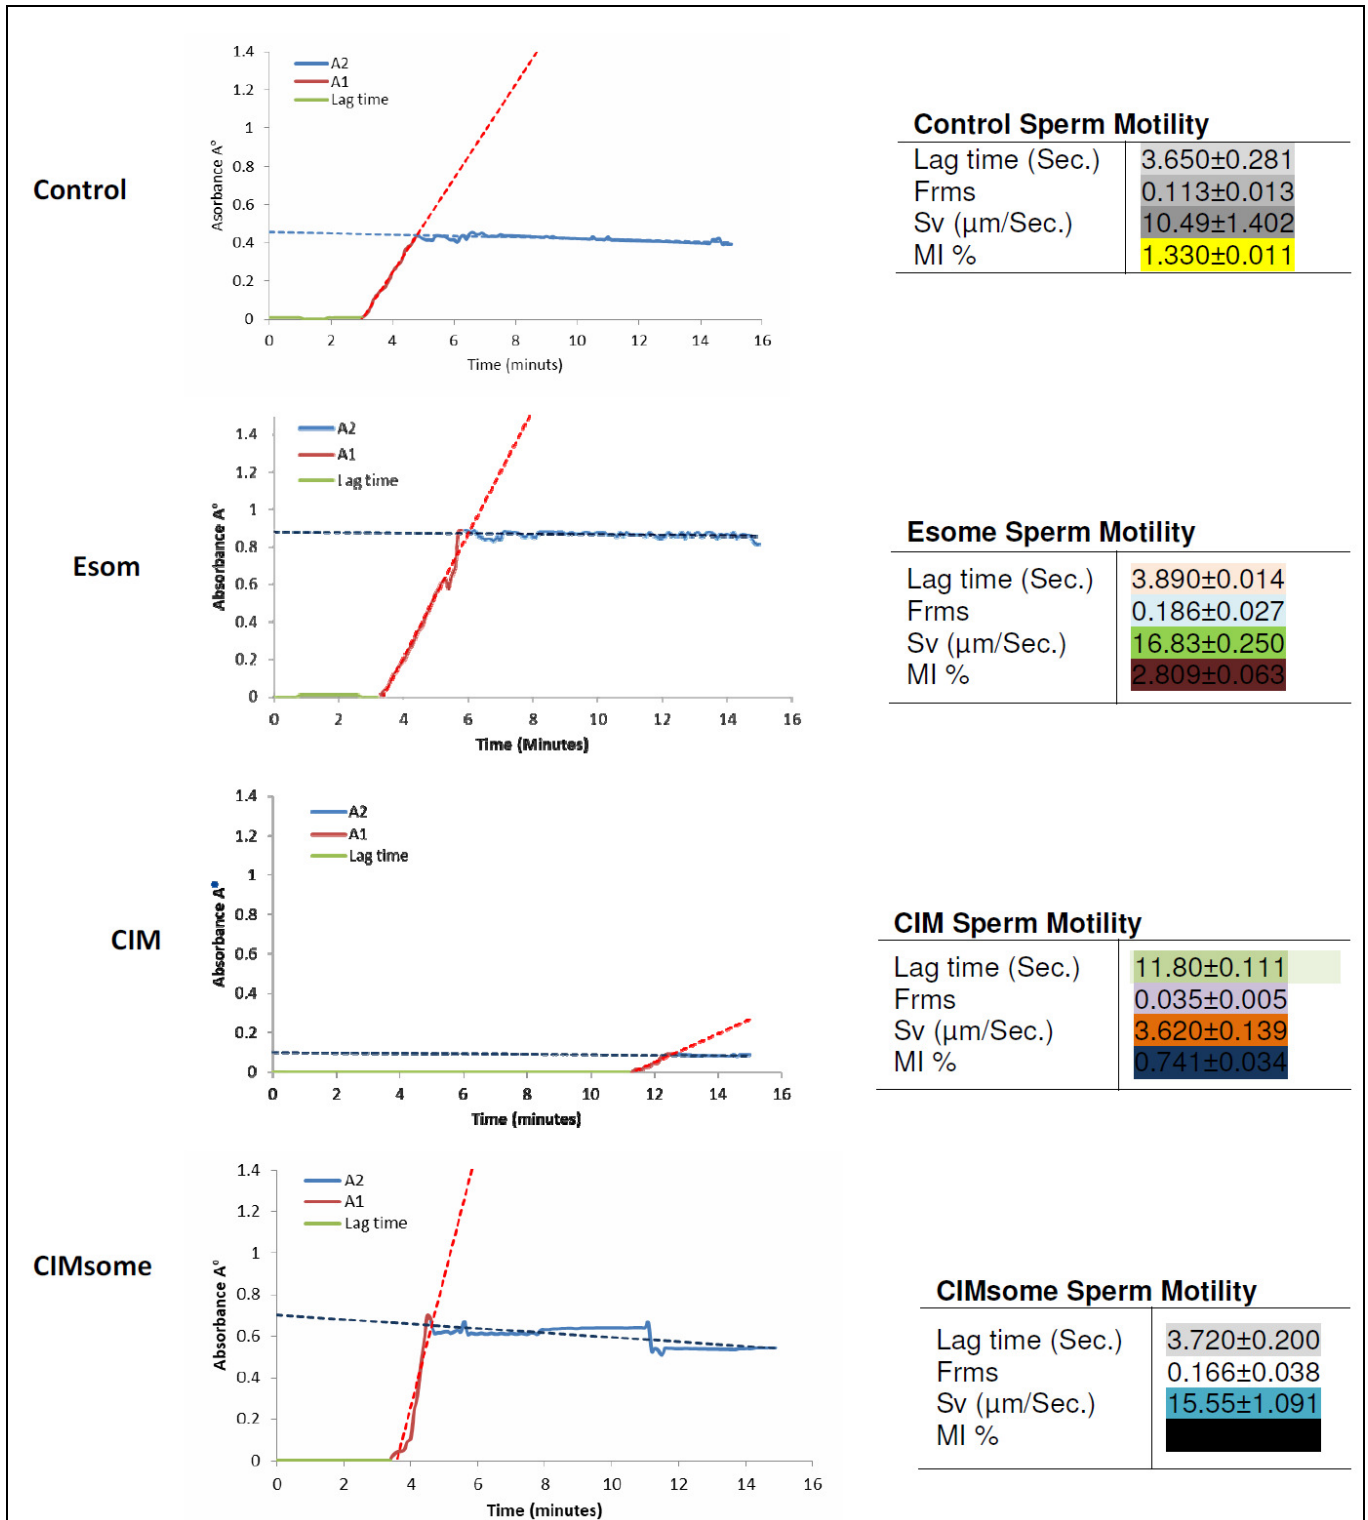 Control
1.4
1.2
1
0.8
0.6
0.4
0.2
0
Asorbance A°
A2
A1
Lag time
0 2 4 6 8 10 12 14 16
Time (minuts)
Control Sperm Motility
Lag time (Sec.) 3.650±0.281
Frms 0.113±0.013
Sv (µm/Sec.) 10.49±1.402
MI % 1.330±0.011
Esom
1.4
1.2
1
0.8
0.6
0.4
0.2
0
Absorbance A°
A2
A1
Lag time
0 2 4 6 8 10 12 14 16
Time (Minutes)
Esome Sperm Motility
Lag time (Sec.) 3.890±0.014
Frms 0.186±0.027
Sv (µm/Sec.) 16.83±0.250
MI % 2.809±0.063
CIM
1.4
1.2
1
0.8
0.6
0.4
0.2
0
Absorbance A°
A2
A1
Lag time
0 2 4 6 8 10 12 14 16
Time (minutes)
CIM Sperm Motility
Lag time (Sec.) 11.80±0.111
Frms 0.035±0.005
Sv (µm/Sec.) 3.620±0.139
MI % 0.741±0.034
CIMsome
1.4
1.2
1
0.8
0.6
0.4
0.2
0
Absorbance A°
A2
A1
Lag time
0 2 4 6 8 10 12 14 16
Time (minutes)
CIMsome Sperm Motility
Lag time (Sec.) 3.720±0.200
Frms 0.166±0.038
Sv (µm/Sec.) 15.55±1.091
MI %